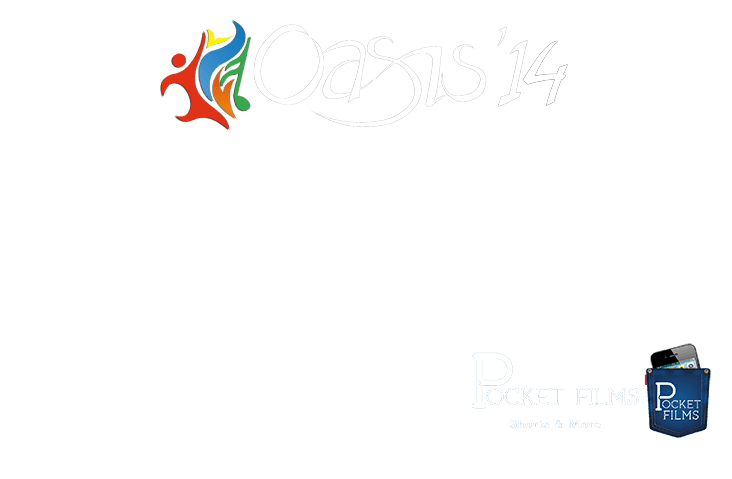 Oasis '14
POCKET FILMS
Shorts & More
POCKET
FILMS